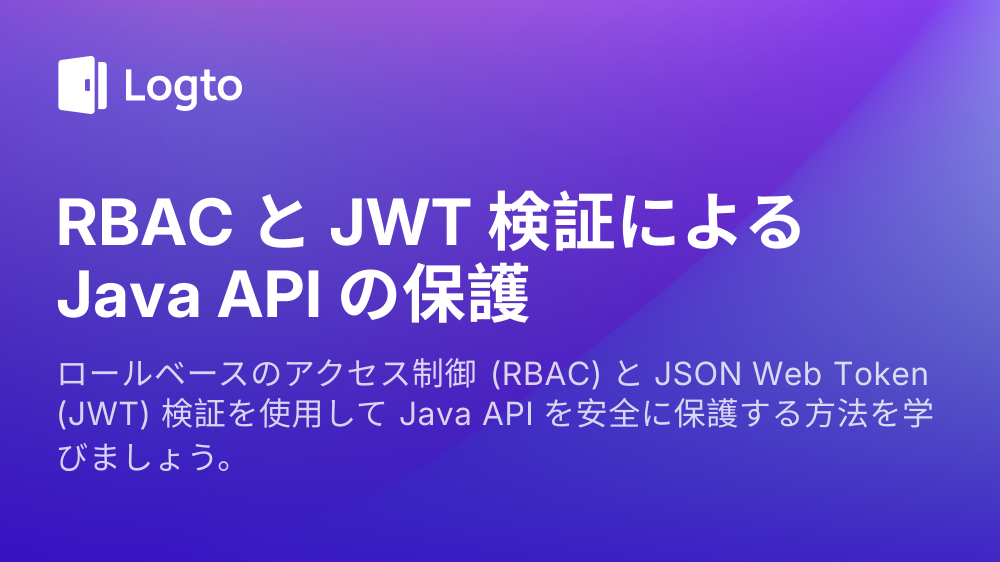 Logto
RBAC と JWT 検証による
Java API の保護
ロールベースのアクセス制御 (RBAC) と JSON Web Token
(JWT) 検証を使用して Java API を安全に保護する方法を学
びましょう。